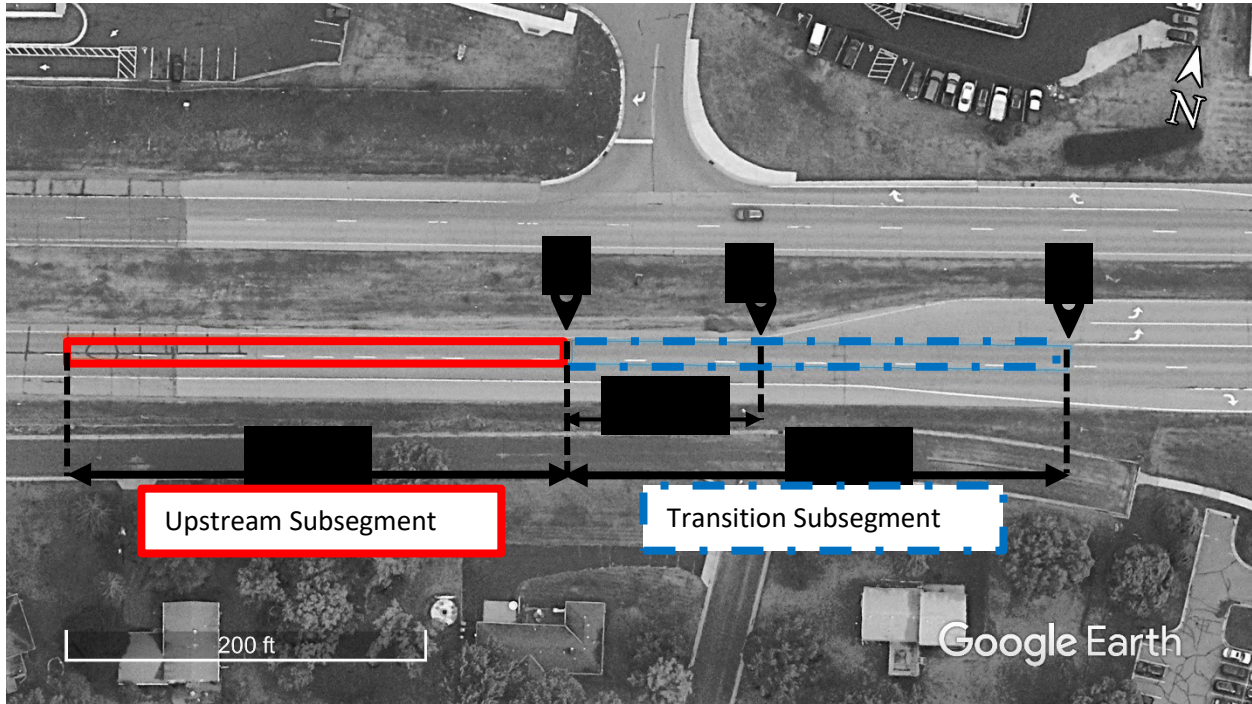 N
Upstream Subsegment
Transition Subsegment
200 ft
Google Earth